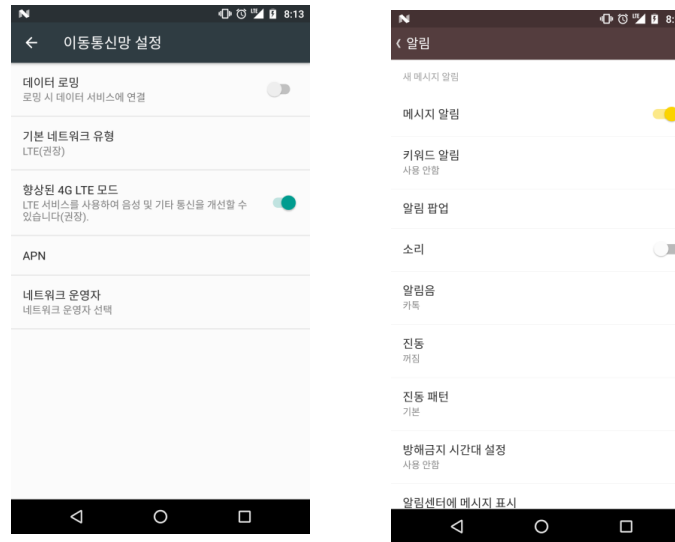 N LTE 8:13
이동통신망 설정
데이터 로밍
로밍 시 데이터 서비스에 연결
기본 네트워크 유형
LTE(권장)
향상된 4G LTE 모드
LTE 서비스를 사용하여 음성 및 기타 통신을 개선할 수
있습니다(권장).
APN
네트워크 운영자
네트워크 운영자 선택
N LTE 8:
알림
새 메시지 알림
메시지 알림
키워드 알림
사용 안함
알림 팝업
소리
알림음
카톡
진동
꺼짐
진동 패턴
기본
방해금지 시간대 설정
사용 안함
알림센터에 메시지 표시